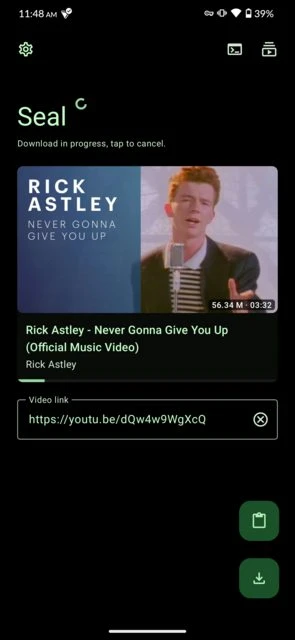 11:48 AM
39%
Seal
Download in progress, tap to cancel.
RICK
ASTLEY
NEVER GONNA
GIVE YOU UP
56.34 M · 03:32
Rick Astley - Never Gonna Give You Up
(Official Music Video)
Rick Astley
Video link
https://youtu.be/dQw4w9WgXcQ